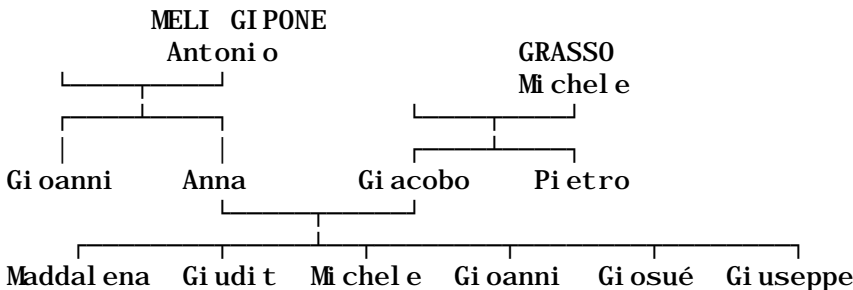 MELI GIPONE
Antonio GRASSO
Michele
Gioanni Anna Giacobo Pietro
Maddalena Giudit Michele Gioanni Giosué Giuseppe